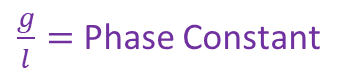 g/l = Phase Constant